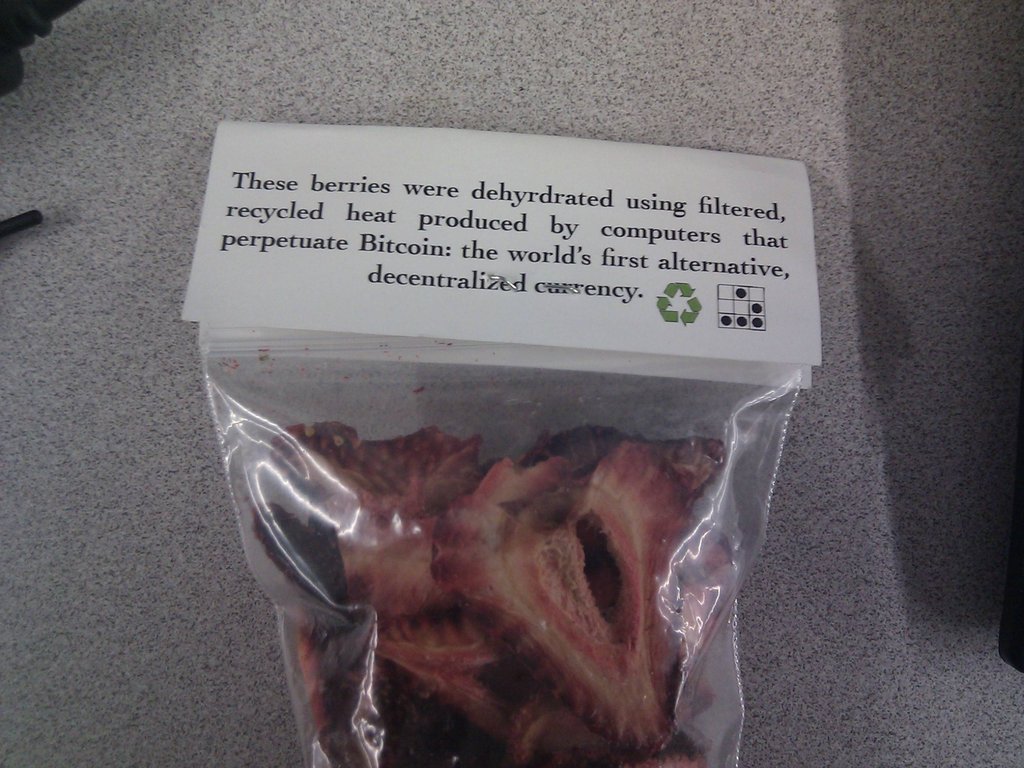 These berries were dehyrdrated using filtered,
recycled heat produced by computers that
perpetuate Bitcoin: the world's first alternative,
decentralized currency.